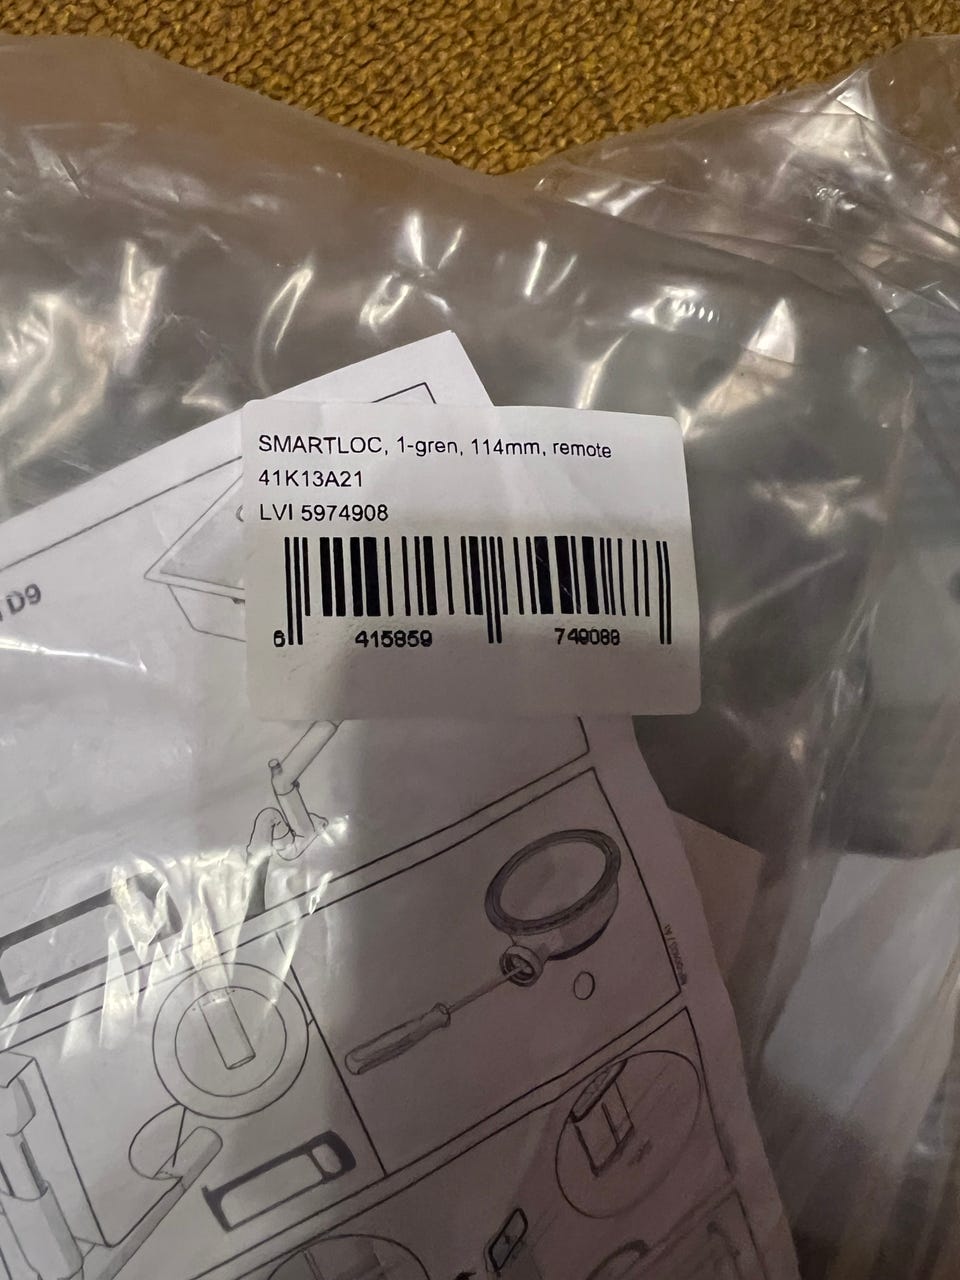 SMARTLOC, 1-gren, 114mm, remote
41K13A21
LVI 5974908
6 415859 749088
D9